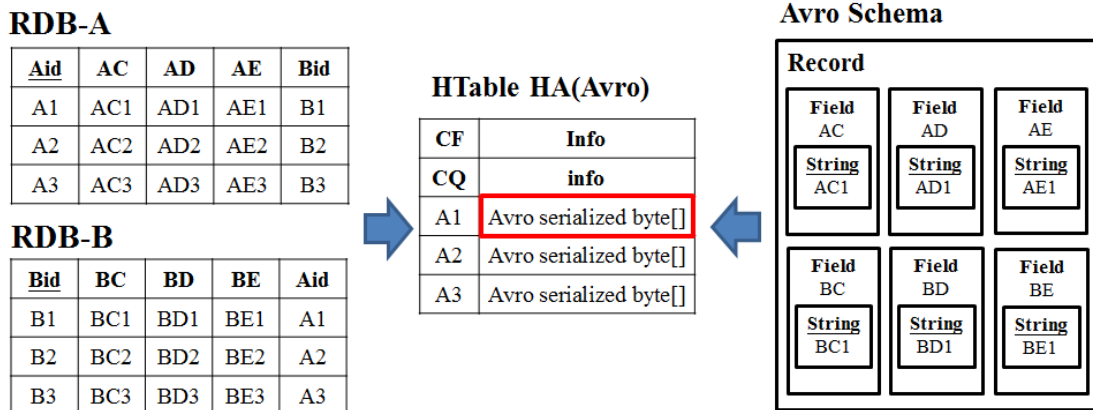 RDB-A
Aid AC AD AE Bid
A1 AC1 AD1 AE1 B1
A2 AC2 AD2 AE2 B2
A3 AC3 AD3 AE3 B3
RDB-B
Bid BC BD BE Aid
B1 BC1 BD1 BE1 A1
B2 BC2 BD2 BE2 A2
B3 BC3 BD3 BE3 A3
HTable HA(Avro)
CF Info
CQ info
A1 Avro serialized byte[]
A2 Avro serialized byte[]
A3 Avro serialized byte[]
Avro Schema
Record
Field Field Field
AC AD AE
String String String
AC1 AD1 AE1
Field Field Field
BC BD BE
String String String
BC1 BD1 BE1